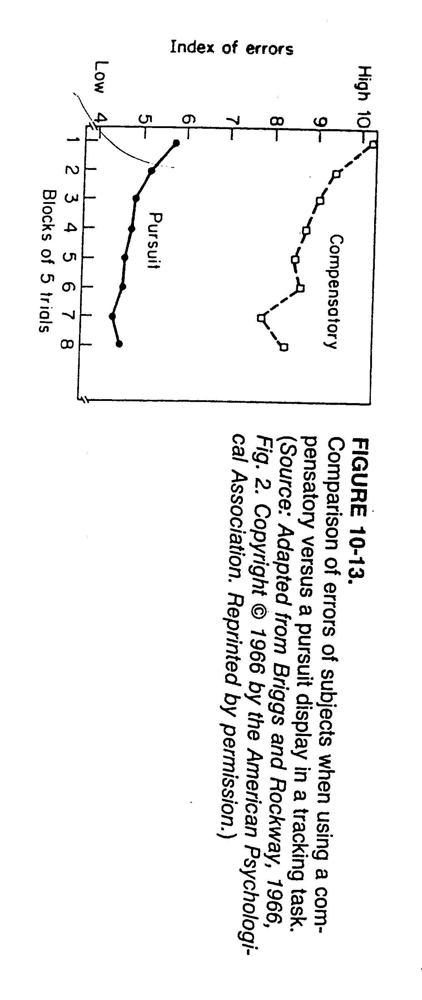 Index of errors
High 10
9
8
7
6
5
4
Low
Compensatory
Pursuit
1 2 3 4 5 6 7 8
Blocks of 5 trials
FIGURE 10-13.
Comparison of errors of subjects when using a com-
pensatory versus a pursuit display in a tracking task.
(Source: Adapted from Briggs and Rockway, 1966,
Fig. 2. Copyright © 1966 by the American Psychologi-
cal Association. Reprinted by permission.)